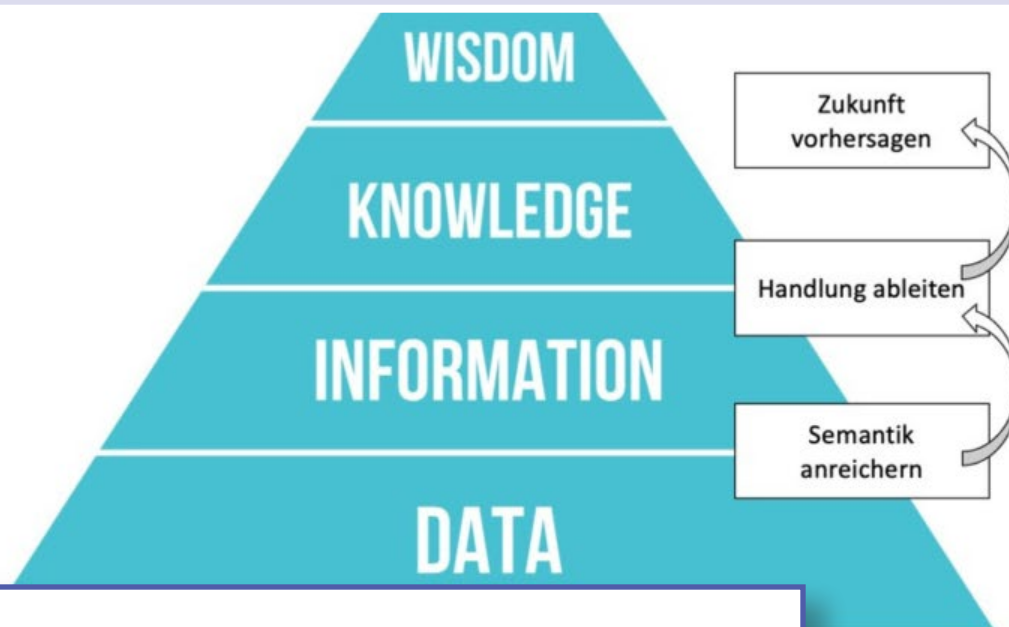 WISDOM
Zukunft
vorhersagen
KNOWLEDGE
Handlung ableiten
INFORMATION
Semantik
anreichern
DATA